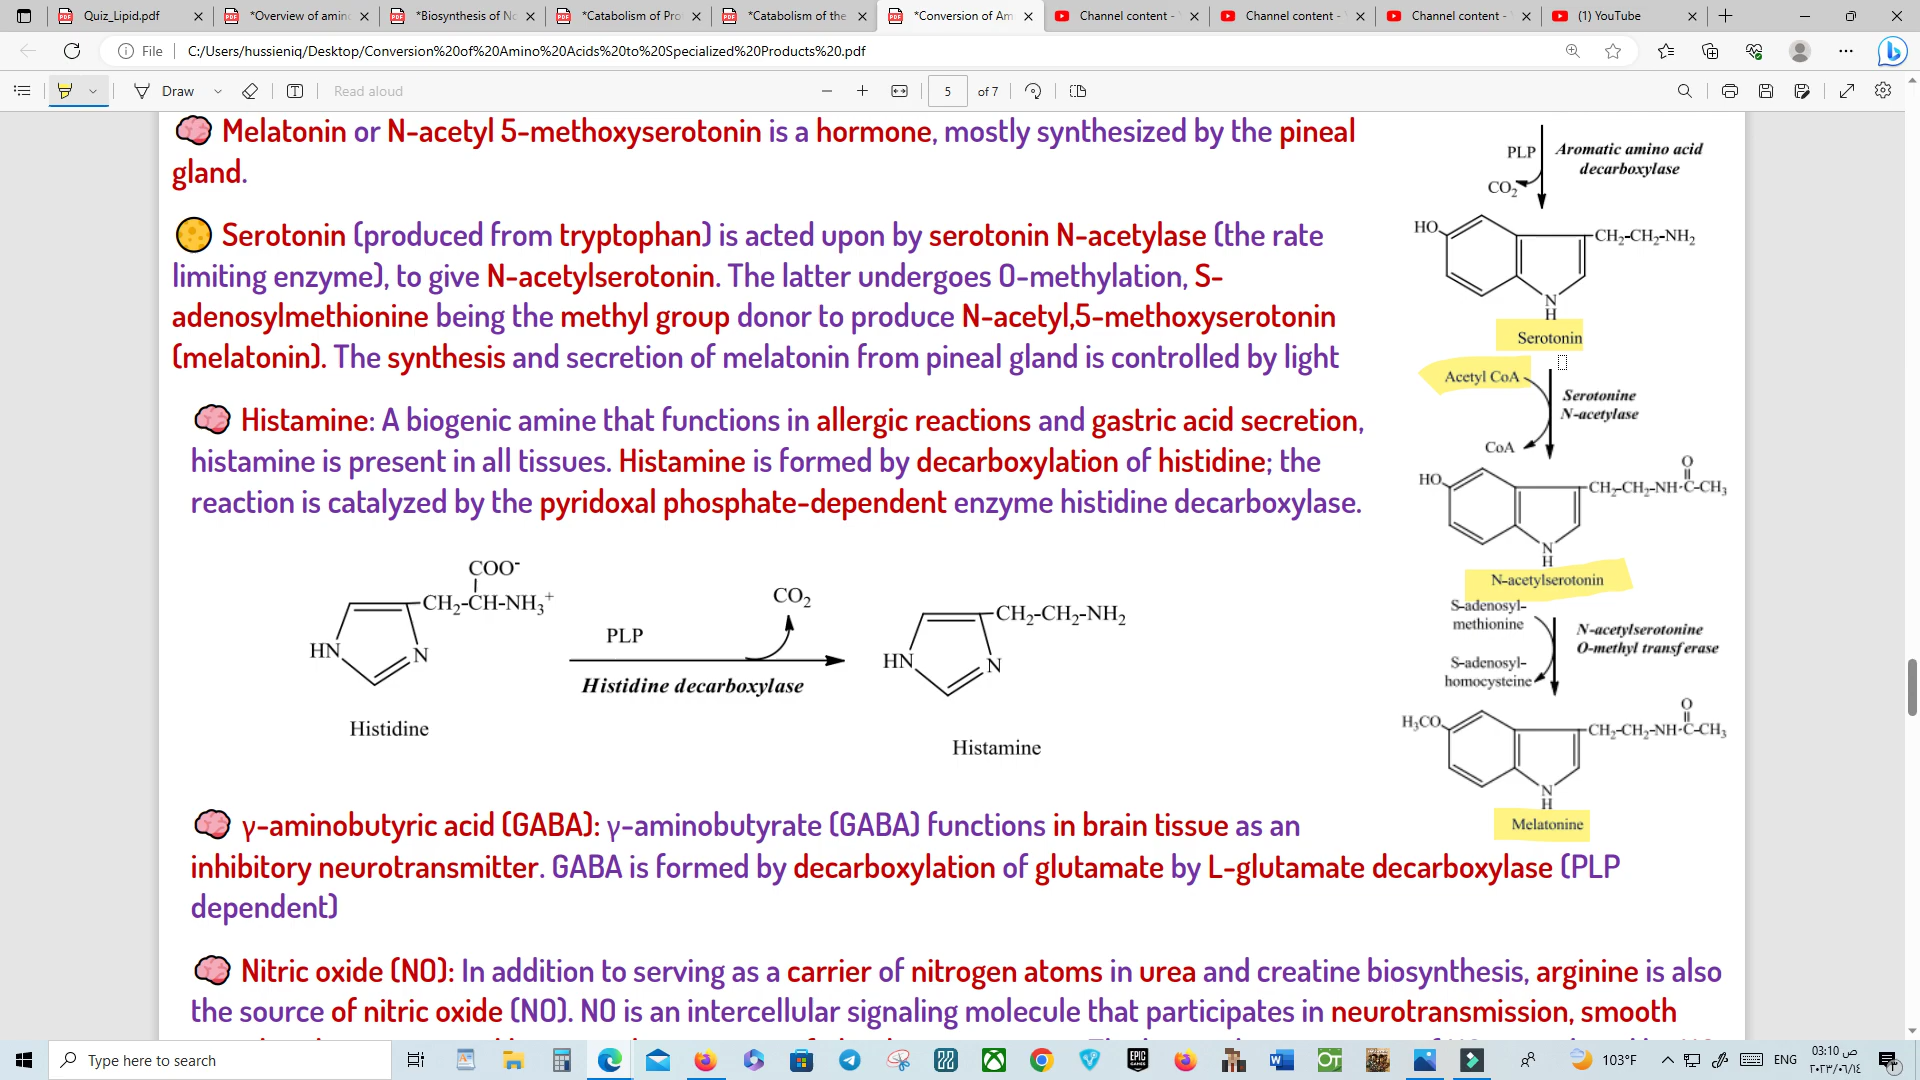 Quiz_Lipid.pdf
*Overview of amin
*Biosynthesis of No
*Catabolism of Pro
*Catabolism of the
*Conversion of Am
Channel content -
Channel content -
Channel content -
(1) YouTube
File
C:/Users/hussieniq/Desktop/Conversion%20of%20Amino%20Acids%20to%20Specialized%20Products%20.pdf
Draw
Read aloud
5
of 7
Melatonin or N-acetyl 5-methoxyserotonin is a hormone, mostly synthesized by the pineal
gland.
Serotonin (produced from tryptophan) is acted upon by serotonin N-acetylase (the rate
limiting enzyme), to give N-acetylserotonin. The latter undergoes O-methylation, S-
adenosylmethionine being the methyl group donor to produce N-acetyl,5-methoxyserotonin
(melatonin). The synthesis and secretion of melatonin from pineal gland is controlled by light
Histamine: A biogenic amine that functions in allergic reactions and gastric acid secretion,
histamine is present in all tissues. Histamine is formed by decarboxylation of histidine; the
reaction is catalyzed by the pyridoxal phosphate-dependent enzyme histidine decarboxylase.
COO-
CH2-CH-NH3+
HN
N
Histidine
PLP
CO2
Histidine decarboxylase
CH2-CH2-NH2
HN
N
Histamine
PLP
Aromatic amino acid
decarboxylase
CO2
HO
CH2-CH2-NH2
N
H
Serotonin
Acetyl CoA
Serotonine
N-acetylase
CoA
O
HO
CH2-CH2-NH-C-CH3
N
H
N-acetylserotonin
S-adenosyl-
methionine
N-acetylserotonine
O-methyl transferase
S-adenosyl-
homocysteine
O
H3CO
CH2-CH2-NH-C-CH3
N
H
Melatonine
γ-aminobutyric acid (GABA): γ-aminobutyrate (GABA) functions in brain tissue as an
inhibitory neurotransmitter. GABA is formed by decarboxylation of glutamate by L-glutamate decarboxylase (PLP
dependent)
Nitric oxide (NO): In addition to serving as a carrier of nitrogen atoms in urea and creatine biosynthesis, arginine is also
the source of nitric oxide (NO). NO is an intercellular signaling molecule that participates in neurotransmission, smooth
Type here to search
103°F
ENG
03:10 ص
٢٠٢٣/٠٦/١٤